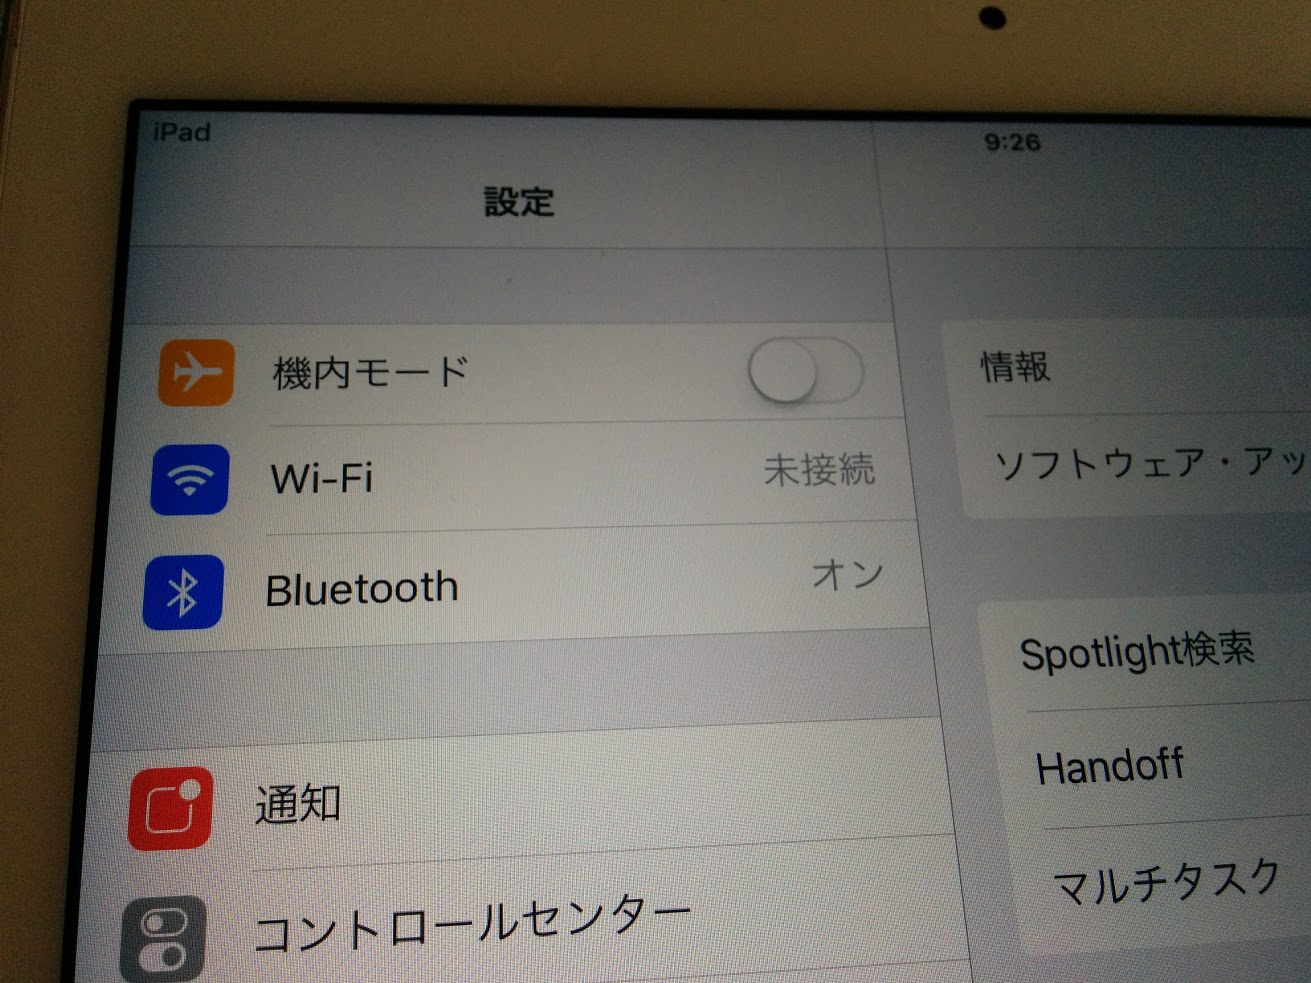 iPad
9:26
設定
機内モード
Wi-Fi
未接続
Bluetooth
オン
通知
コントロールセンター
情報
ソフトウェア・アッ
Spotlight検索
Handoff
マルチタスク